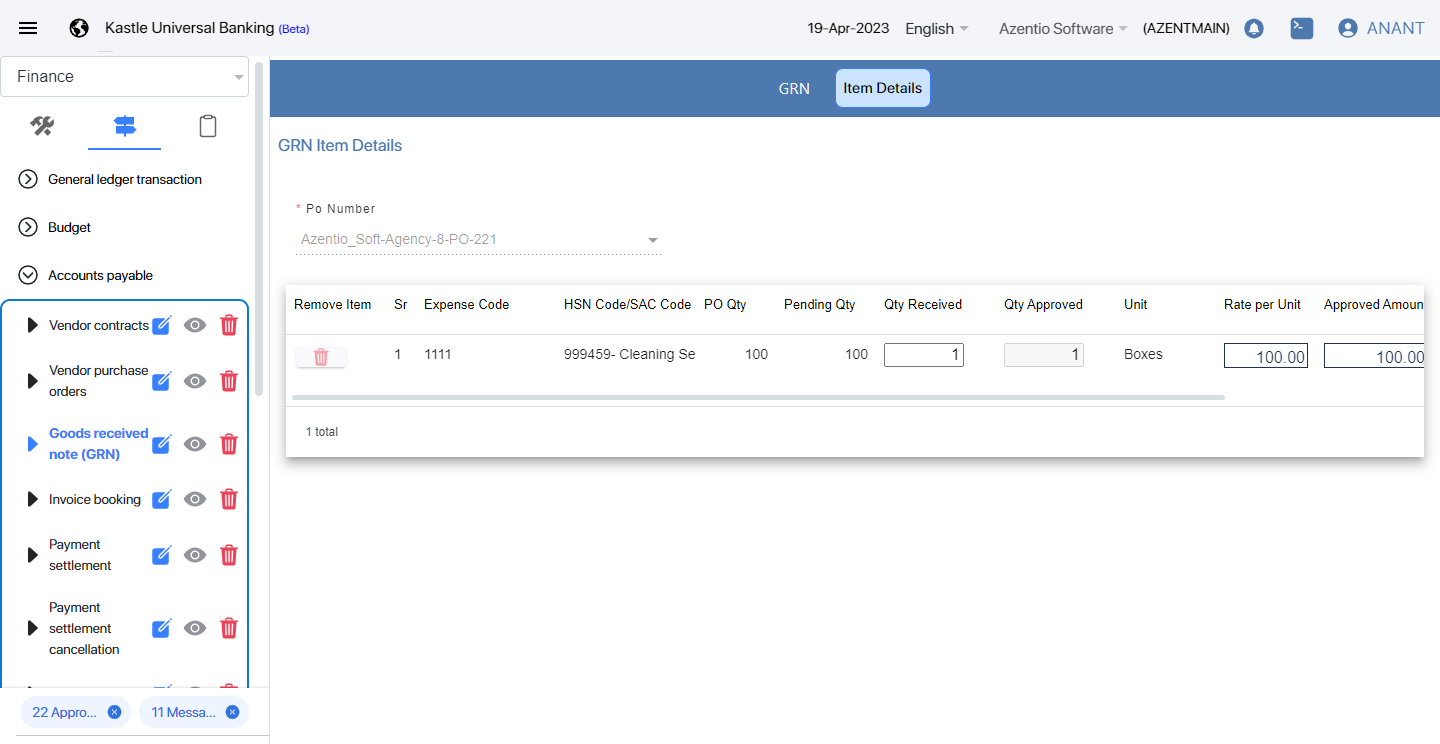 Kastle Universal Banking (Beta)
19-Apr-2023
English
Azentio Software
(AZENTMAIN)
ANANT
Finance
General ledger transaction
Budget
Accounts payable
Vendor contracts
Vendor purchase
orders
Goods received
note (GRN)
Invoice booking
Payment
settlement
Payment
settlement
cancellation
22 Appro...
11 Messa...
GRN
Item Details
GRN Item Details
* Po Number
Azentio_Soft-Agency-8-PO-221
Remove Item Sr Expense Code HSN Code/SAC Code PO Qty Pending Qty Qty Received Qty Approved Unit Rate per Unit Approved Amoun
1 1111 999459- Cleaning Se 100 100 1 1 Boxes 100.00 100.00
1 total